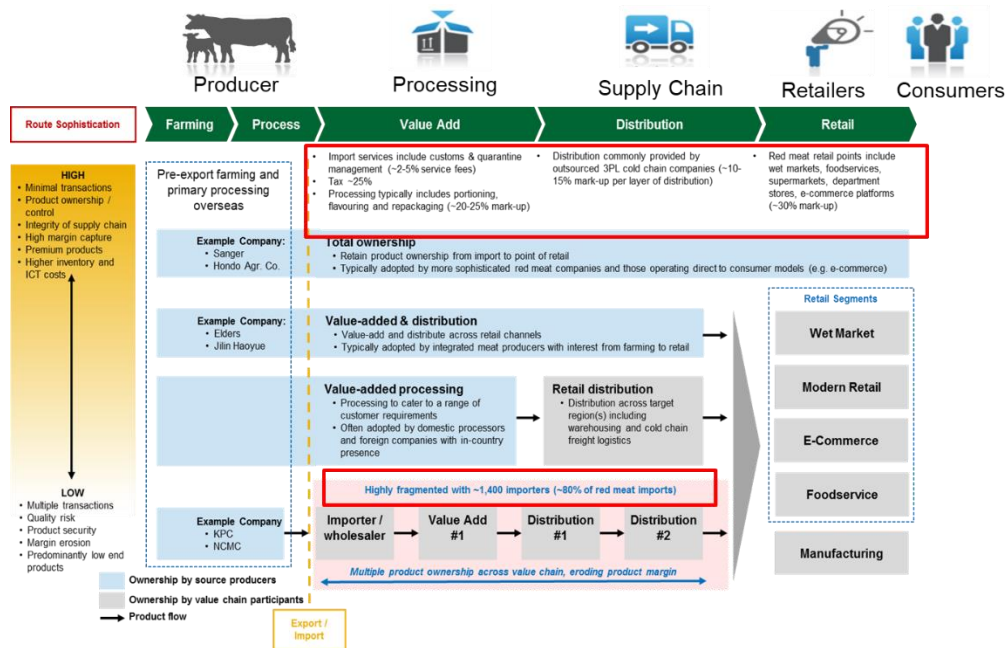 Producer
Processing
Supply Chain
Retailers
Consumers
Route Sophistication
Farming
Process
Value Add
Distribution
Retail
HIGH
• Minimal transactions
• Product ownership /
control
• Integrity of supply chain
• High margin capture
• Premium products
• Higher inventory and
ICT costs
LOW
• Multiple transactions
• Quality risk
• Product security
• Margin erosion
• Predominantly low end
products
Pre-export farming and
primary processing
overseas
• Import services include customs & quarantine
management (~2-5% service fees)
• Tax ~25%
• Processing typically includes portioning,
flavouring and repackaging (~20-25% mark-up)
• Distribution commonly provided by
outsourced 3PL cold chain companies (~10-
15% mark-up per layer of distribution)
• Red meat retail points include
wet markets, foodservices,
supermarkets, department
stores, e-commerce platforms
(~30% mark-up)
Example Company:
• Sanger
• Hondo Agr. Co.
Total ownership
• Retain product ownership from import to point of retail
• Typically adopted by more sophisticated red meat companies and those operating direct to consumer models (e.g. e-commerce)
Example Company:
• Elders
• Jilin Haoyue
Value-added & distribution
• Value-add and distribute across retail channels
• Typically adopted by integrated meat producers with interest from farming to retail
Value-added processing
• Processing to cater to a range of
customer requirements
• Often adopted by domestic processors
and foreign companies with in-country
presence
Retail distribution
• Distribution across target
region(s) including
warehousing and cold chain
freight logistics
Highly fragmented with ~1,400 importers (~80% of red meat imports)
Example Company
• KPC
• NCMC
Importer /
wholesaler
Value Add
#1
Distribution
#1
Distribution
#2
Multiple product ownership across value chain, eroding product margin
Retail Segments
Wet Market
Modern Retail
E-Commerce
Foodservice
Manufacturing
Ownership by source producers
Ownership by value chain participants
Product flow
Export /
Import